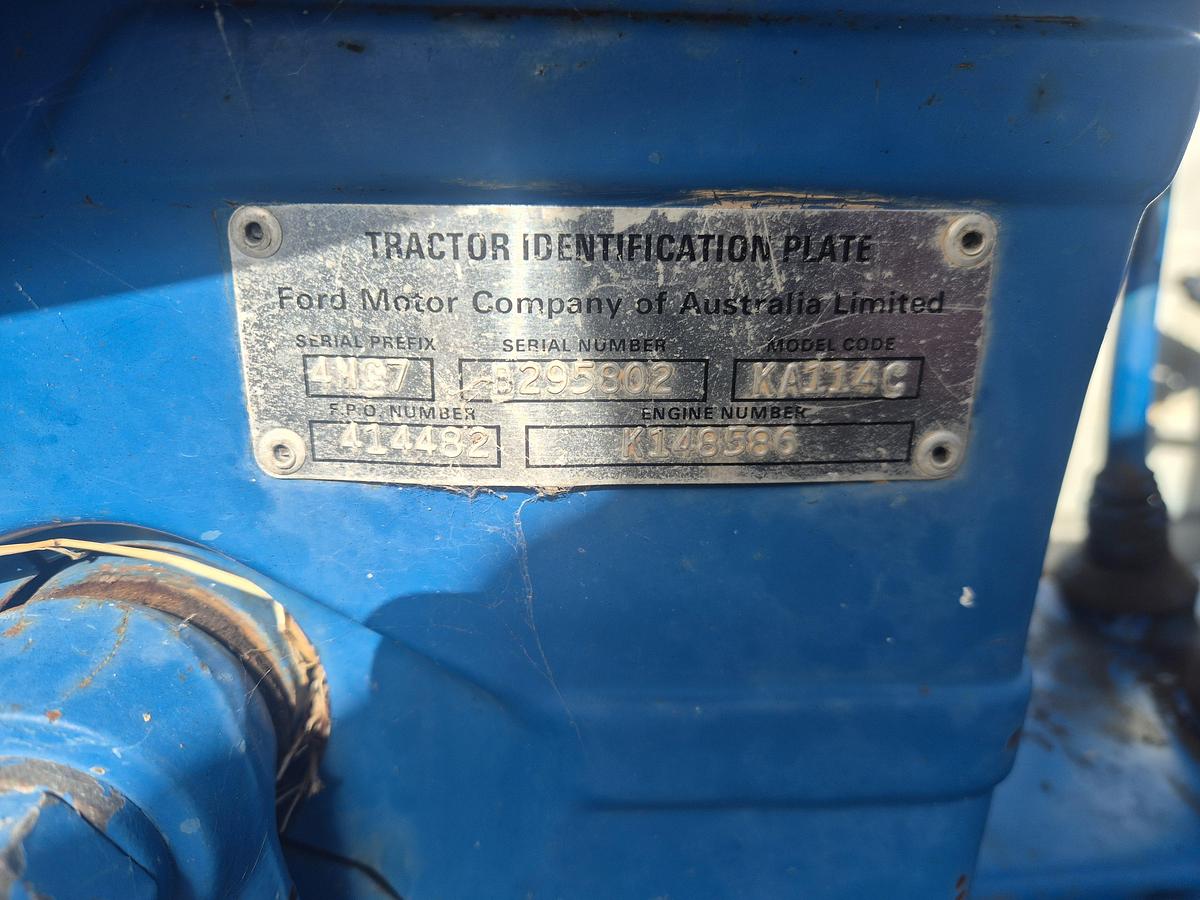 TRACTOR IDENTIFICATION PLATE
Ford Motor Company of Australia Limited
SERIAL PREFIX SERIAL NUMBER MODEL CODE
B295802 KA114C
F.P.O. NUMBER ENGINE NUMBER
414482 K148586